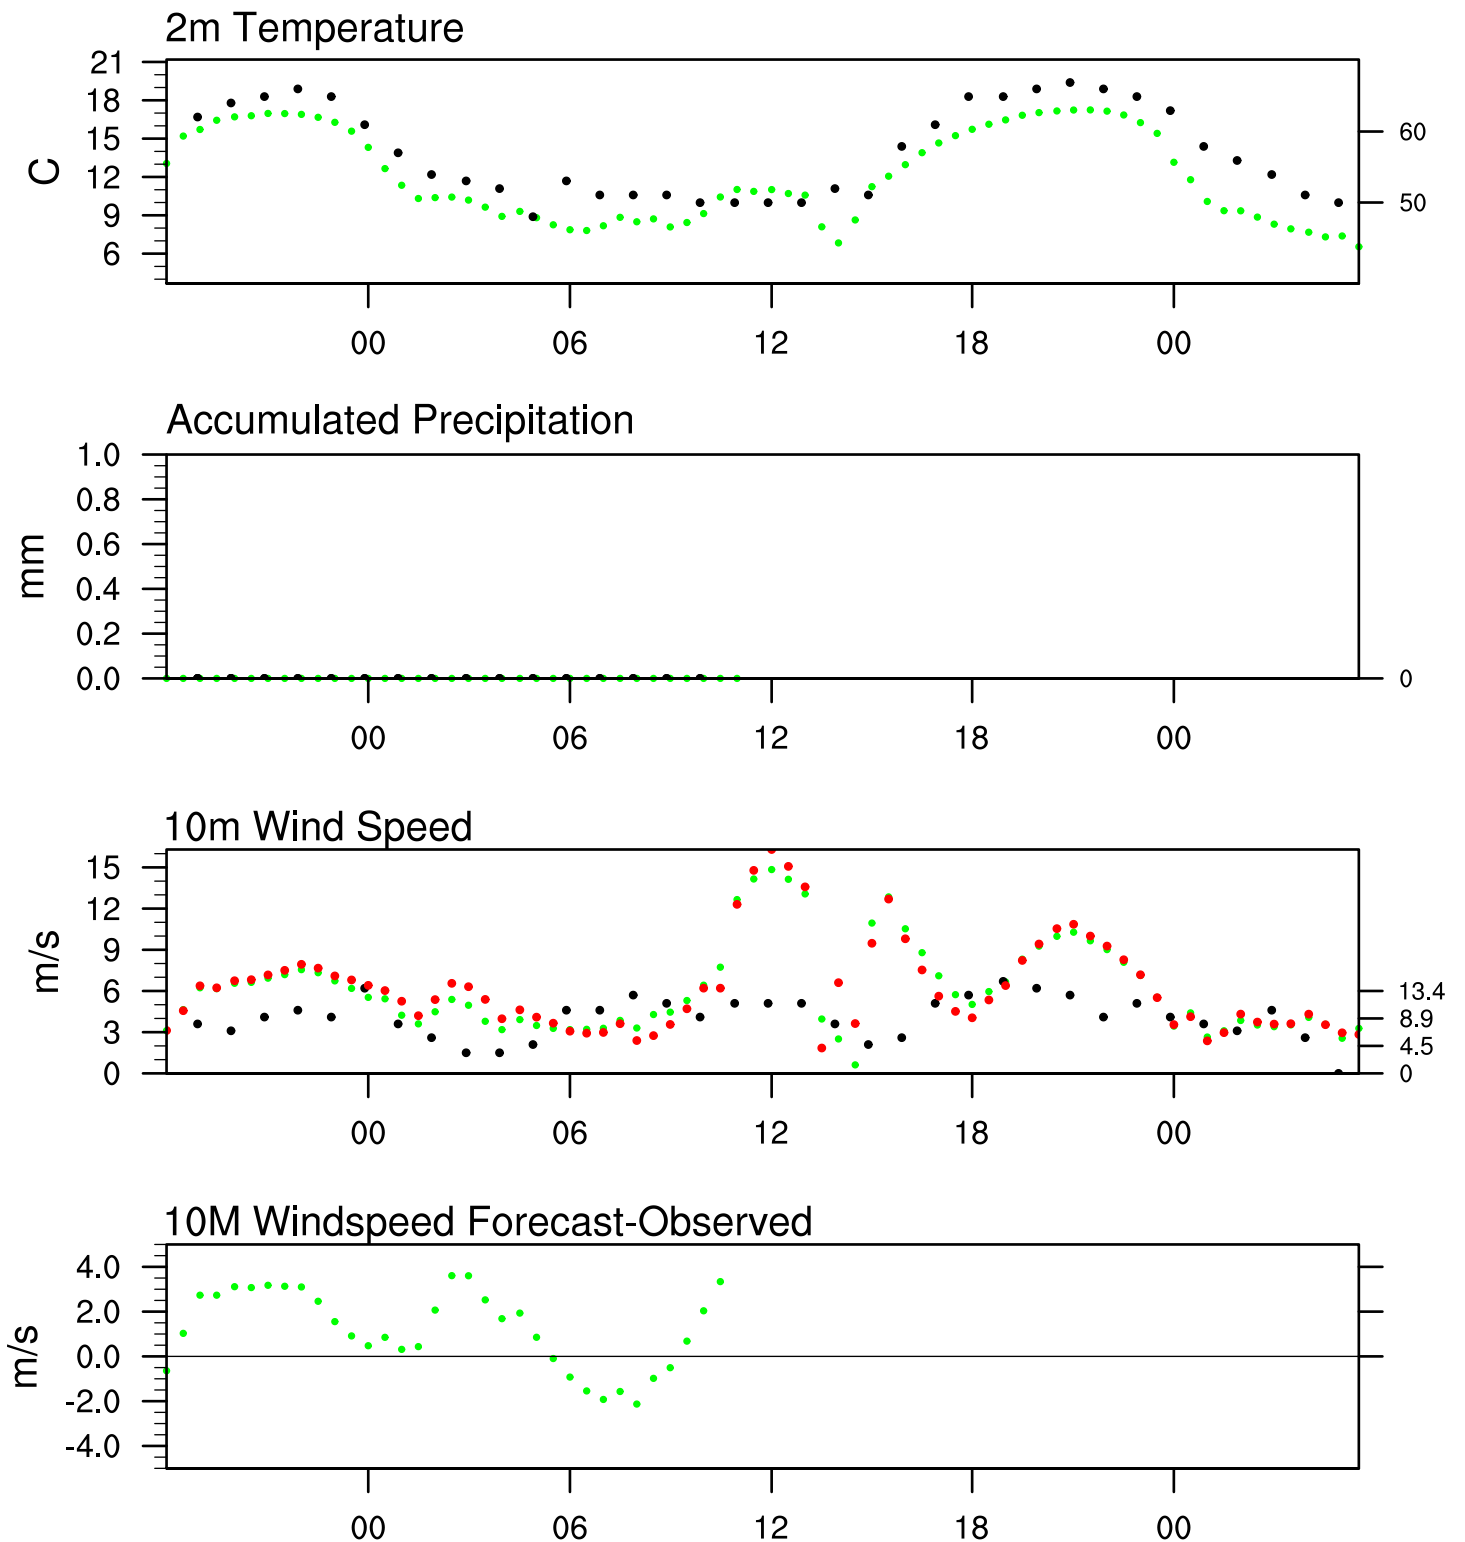 2m Temperature
21
18
15
12
9
6
C
60
50
00 06 12 18 00
Accumulated Precipitation
1.0
0.8
0.6
0.4
0.2
0.0
mm
0
00 06 12 18 00
10m Wind Speed
15
12
9
6
3
0
m/s
13.4
8.9
4.5
0
00 06 12 18 00
10M Windspeed Forecast-Observed
4.0
2.0
0.0
-2.0
-4.0
m/s
00 06 12 18 00